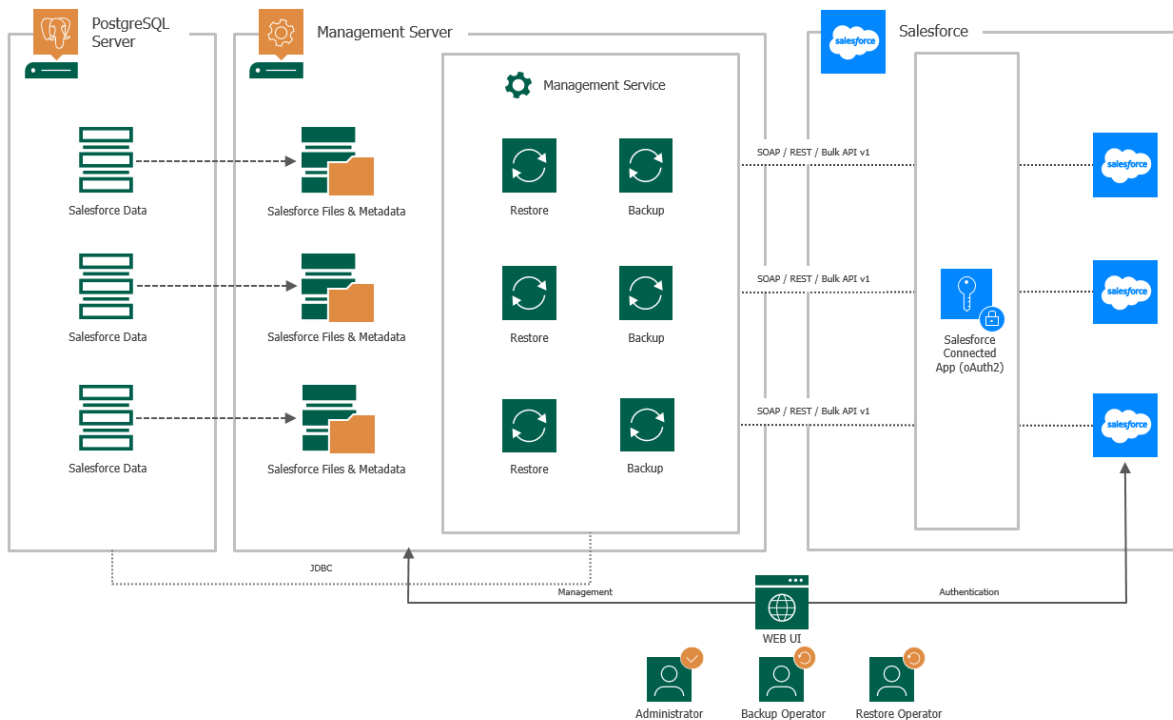 PostgreSQL
Server
Management Server
salesforce
Salesforce
Management Service
SOAP / REST / Bulk API v1
salesforce
Salesforce Data
Salesforce Files & Metadata
Restore
Backup
SOAP / REST / Bulk API v1
salesforce
Salesforce Data
Salesforce Files & Metadata
Restore
Backup
Salesforce
Connected
App (oAuth2)
SOAP / REST / Bulk API v1
salesforce
Salesforce Data
Salesforce Files & Metadata
Restore
Backup
JDBC
Management
Authentication
WEB UI
Administrator
Backup Operator
Restore Operator